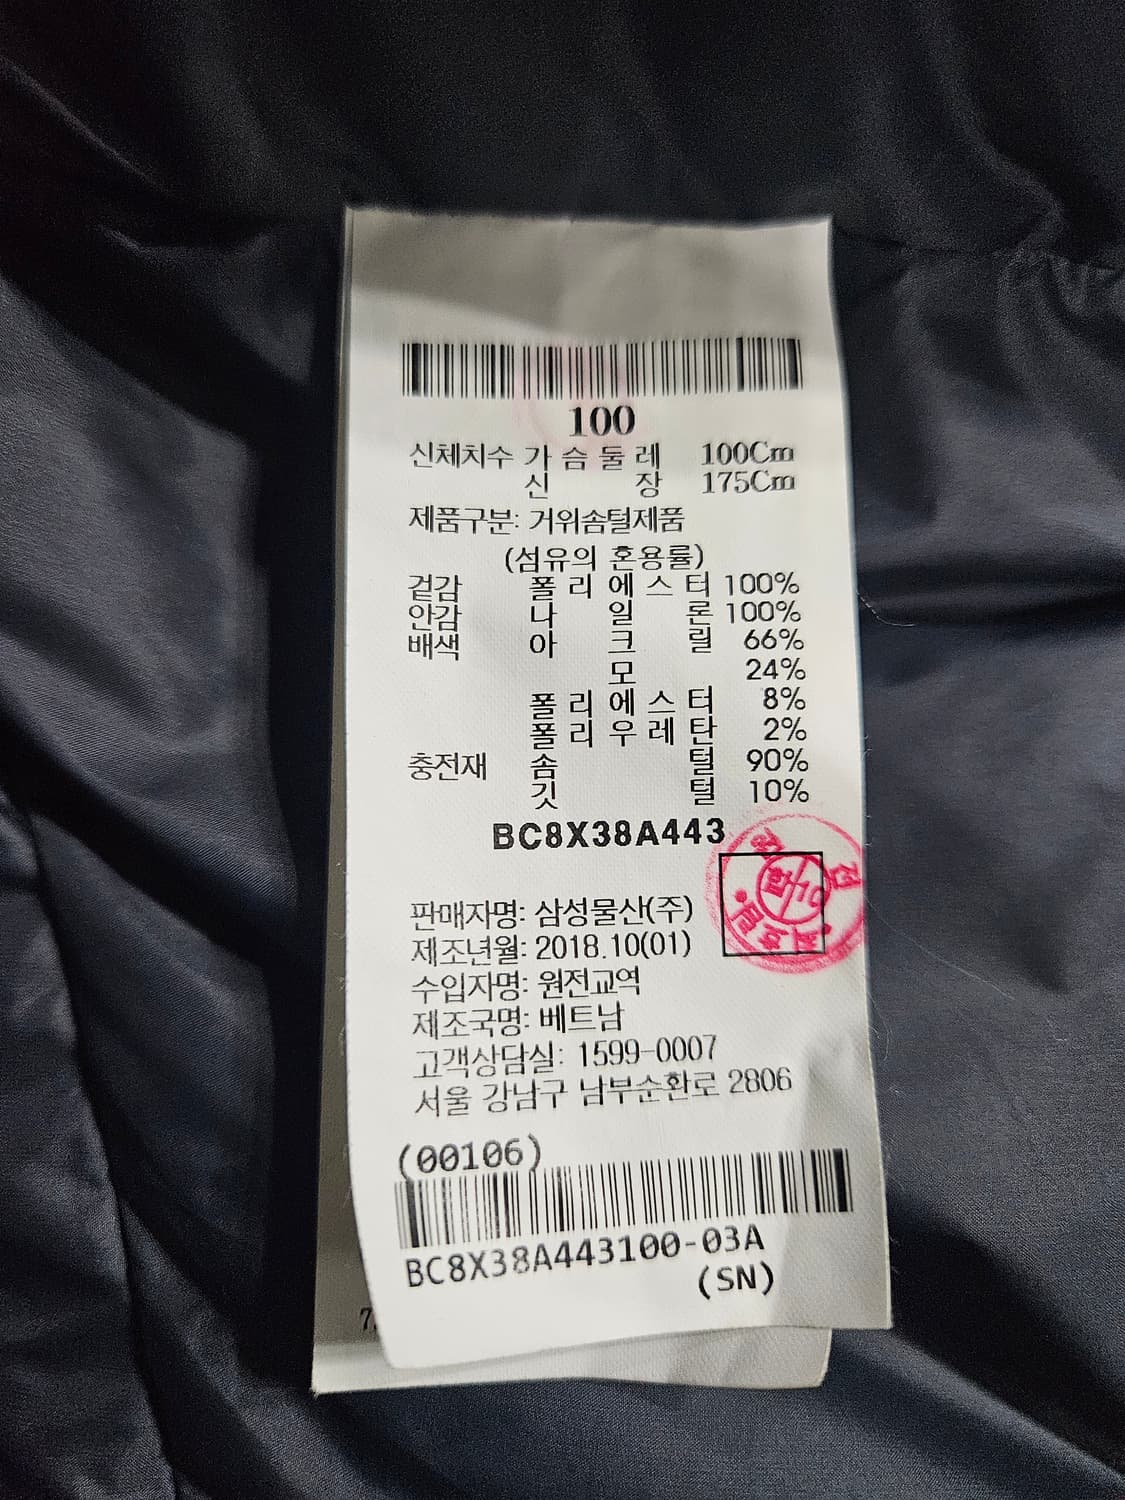 100
신체치수 가슴둘레 100Cm
신장 175Cm
제품구분: 거위솜털제품
(섬유의 혼용률)
겉감 폴리에스터 100%
안감 나일론 100%
배색 아크릴 66%
모 24%
폴리에스터 8%
폴리우레탄 2%
충전재 솜털 90%
깃털 10%
BC8X38A443
판매자명: 삼성물산(주)
제조년월: 2018.10(01)
수입자명: 원전교역
제조국명: 베트남
고객상담실: 1599-0007
서울 강남구 남부순환로 2806
(00106)
BC8X38A443100-03A
(SN)